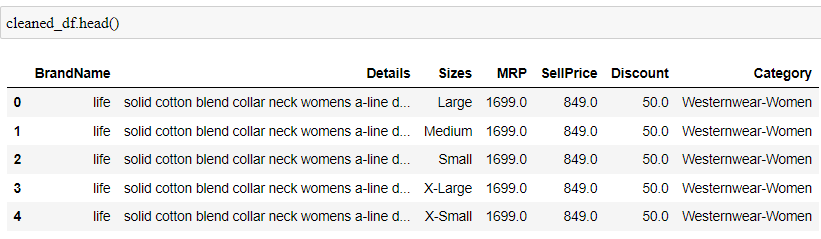 cleaned_df.head()
BrandName Details Sizes MRP SellPrice Discount Category
0 life solid cotton blend collar neck womens a-line d... Large 1699.0 849.0 50.0 Westernwear-Women
1 life solid cotton blend collar neck womens a-line d... Medium 1699.0 849.0 50.0 Westernwear-Women
2 life solid cotton blend collar neck womens a-line d... Small 1699.0 849.0 50.0 Westernwear-Women
3 life solid cotton blend collar neck womens a-line d... X-Large 1699.0 849.0 50.0 Westernwear-Women
4 life solid cotton blend collar neck womens a-line d... X-Small 1699.0 849.0 50.0 Westernwear-Women